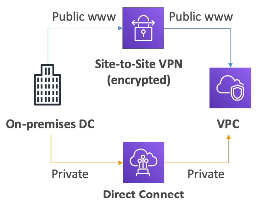 Public www
Public www
Site-to-Site VPN
(encrypted)
On-premises DC
VPC
Private
Private
Direct Connect